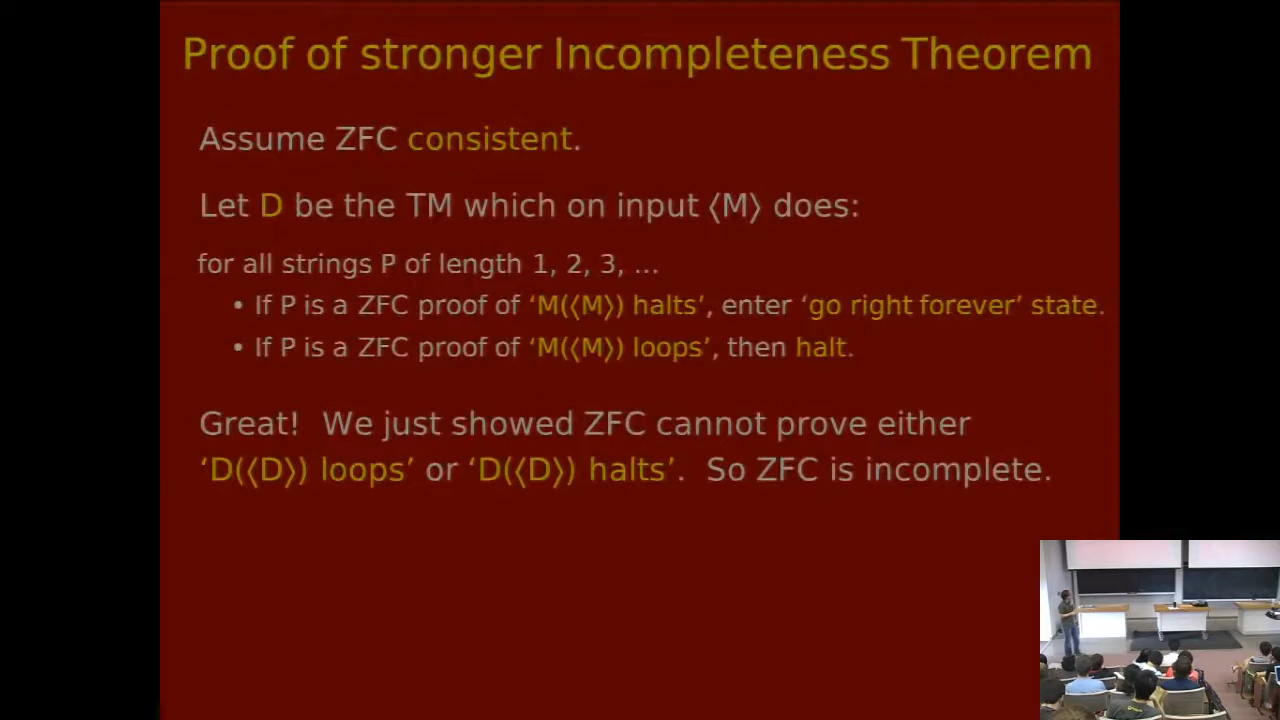 Proof of stronger Incompleteness Theorem
Assume ZFC consistent.
Let D be the TM which on input ⟨M⟩ does:
for all strings P of length 1, 2, 3, …
• If P is a ZFC proof of ‘M(⟨M⟩) halts’, enter ‘go right forever’ state.
• If P is a ZFC proof of ‘M(⟨M⟩) loops’, then halt.
Great! We just showed ZFC cannot prove either
‘D(⟨D⟩) loops’ or ‘D(⟨D⟩) halts’. So ZFC is incomplete.